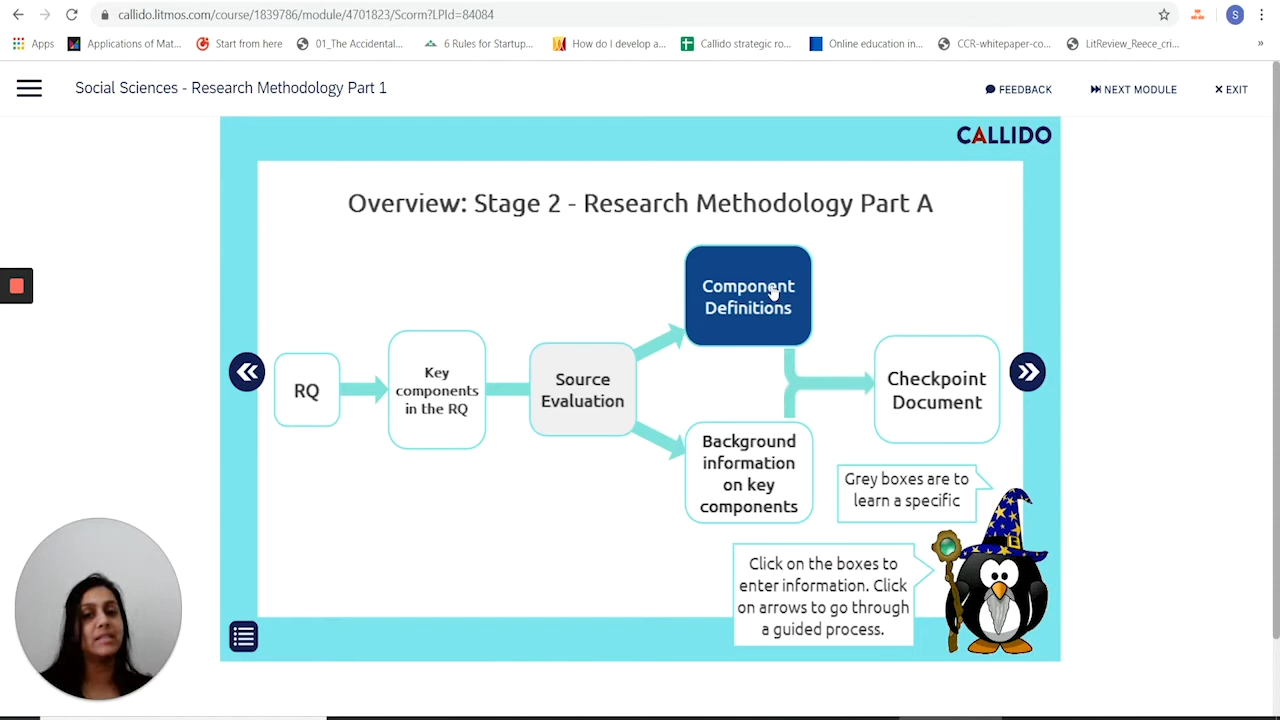 callido.litmos.com/course/1839786/module/4701823/Scorm?LPId=84084
S
Apps
Applications of Mat...
Start from here
01_The Accidental...
6 Rules for Startup...
How do I develop a...
Callido strategic ro...
Online education in...
CCR-whitepaper-co...
LitReview_Reece_cri...
»
Social Sciences - Research Methodology Part 1
FEEDBACK
NEXT MODULE
EXIT
CALLIDO
Overview: Stage 2 - Research Methodology Part A
RQ
Key
components
in the RQ
Source
Evaluation
Component
Definitions
Background
information
on key
components
Checkpoint
Document
Grey boxes are to
learn a specific
Click on the boxes to
enter information. Click
on arrows to go through
a guided process.